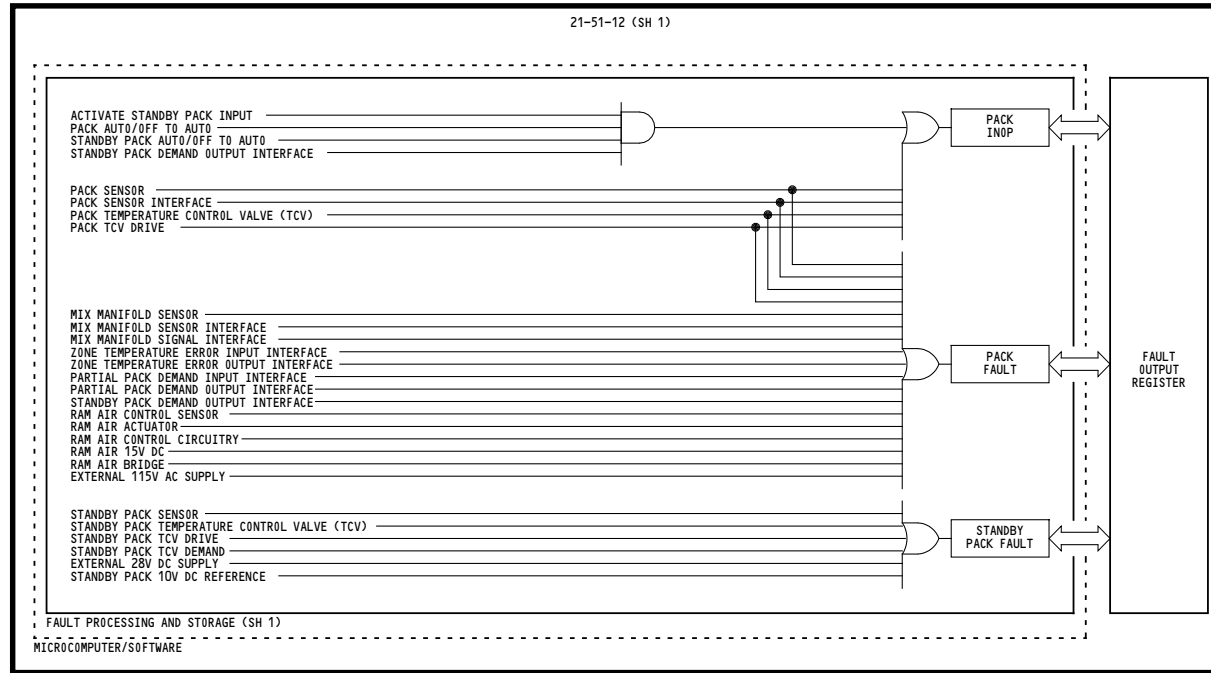 21-51-12 (SH 1)
ACTIVATE STANDBY PACK INPUT
PACK AUTO/OFF TO AUTO
STANDBY PACK AUTO/OFF TO AUTO
STANDBY PACK DEMAND OUTPUT INTERFACE
PACK
INOP
PACK SENSOR
PACK SENSOR INTERFACE
PACK TEMPERATURE CONTROL VALVE (TCV)
PACK TCV DRIVE
MIX MANIFOLD SENSOR
MIX MANIFOLD SENSOR INTERFACE
MIX MANIFOLD SIGNAL INTERFACE
ZONE TEMPERATURE ERROR INPUT INTERFACE
ZONE TEMPERATURE ERROR OUTPUT INTERFACE
PARTIAL PACK DEMAND INPUT INTERFACE
PARTIAL PACK DEMAND OUTPUT INTERFACE
STANDBY PACK DEMAND OUTPUT INTERFACE
RAM AIR CONTROL SENSOR
RAM AIR ACTUATOR
RAM AIR CONTROL CIRCUITRY
RAM AIR 15V DC
RAM AIR BRIDGE
EXTERNAL 115V AC SUPPLY
PACK
FAULT
FAULT
OUTPUT
REGISTER
STANDBY PACK SENSOR
STANDBY PACK TEMPERATURE CONTROL VALVE (TCV)
STANDBY PACK TCV DRIVE
STANDBY PACK TCV DEMAND
EXTERNAL 28V DC SUPPLY
STANDBY PACK 10V DC REFERENCE
STANDBY
PACK FAULT
FAULT PROCESSING AND STORAGE (SH 1)
MICROCOMPUTER/SOFTWARE